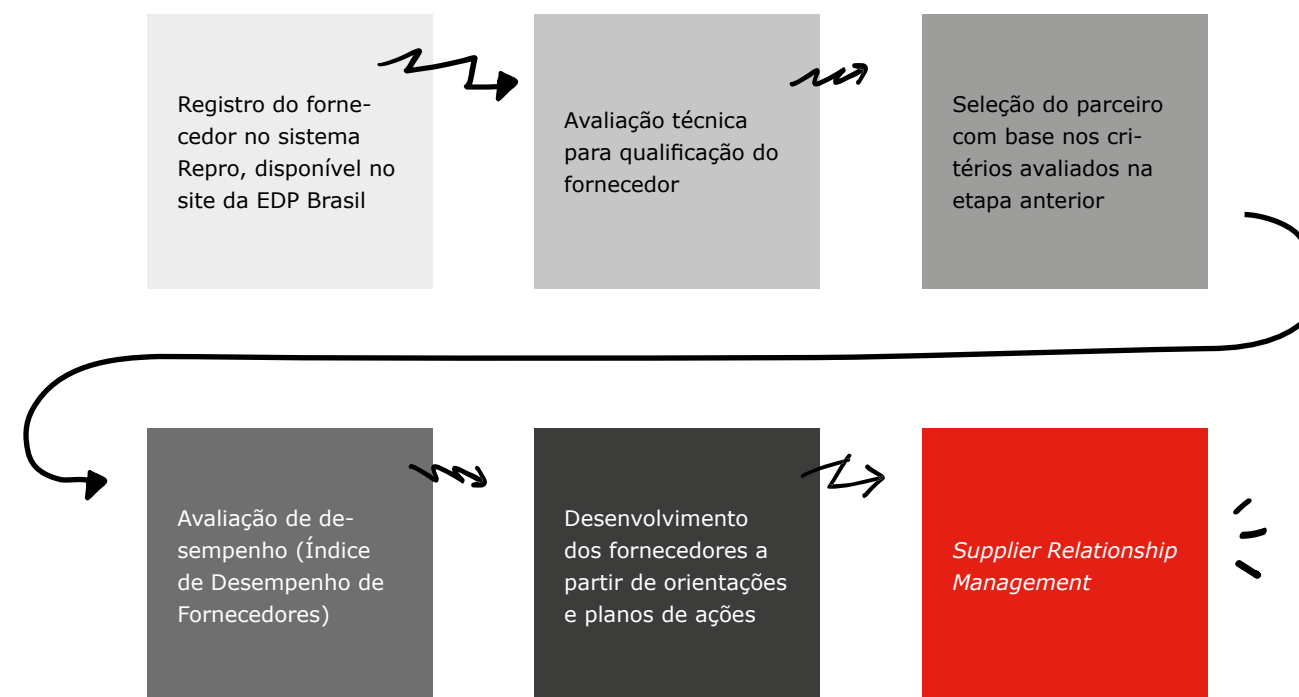 Registro do forne-
cedor no sistema
Repro, disponível no
site da EDP Brasil
Avaliação técnica
para qualificação do
fornecedor
Seleção do parceiro
com base nos cri-
térios avaliados na
etapa anterior
Avaliação de de-
sempenho (Índice
de Desempenho de
Fornecedores)
Desenvolvimento
dos fornecedores a
partir de orientações
e planos de ações
Supplier Relationship
Management